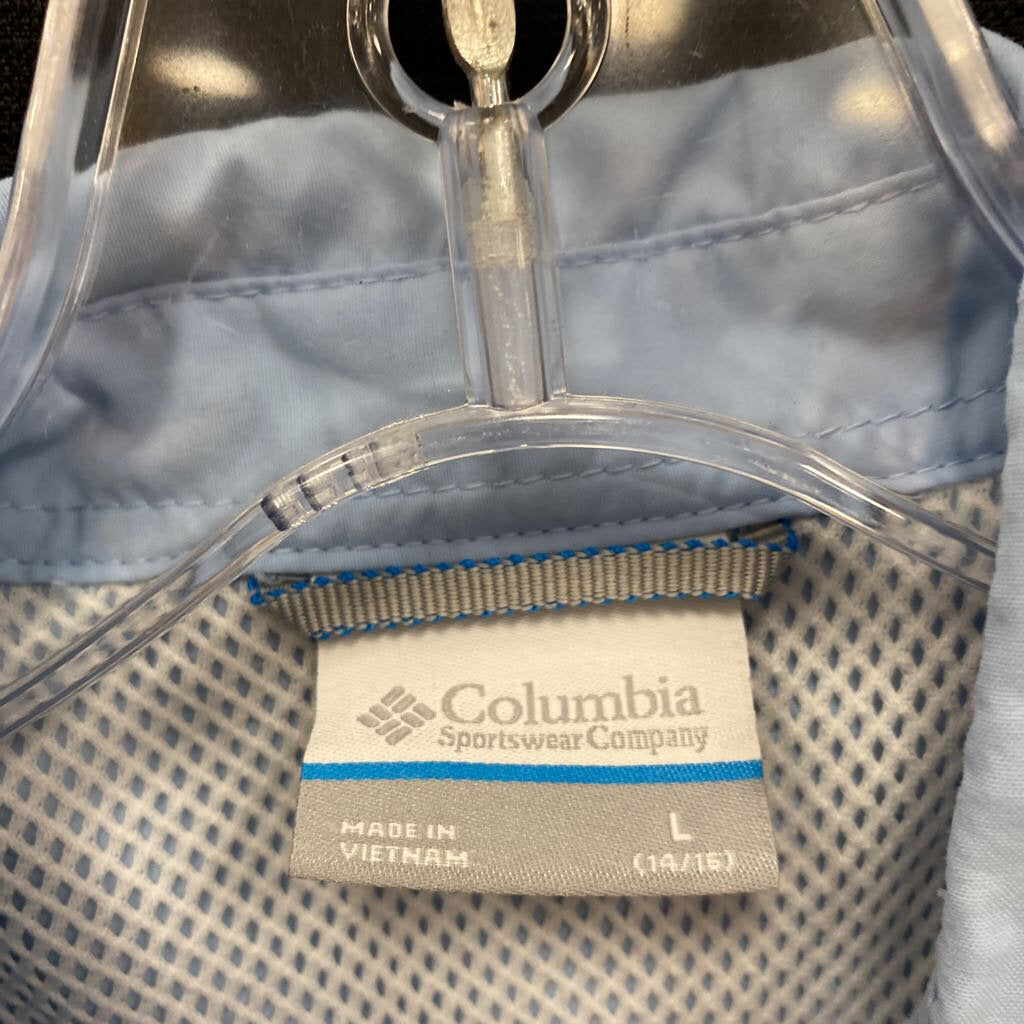 Columbia
Sportswear Company
MADE IN
VIETNAM
L
(14/16)